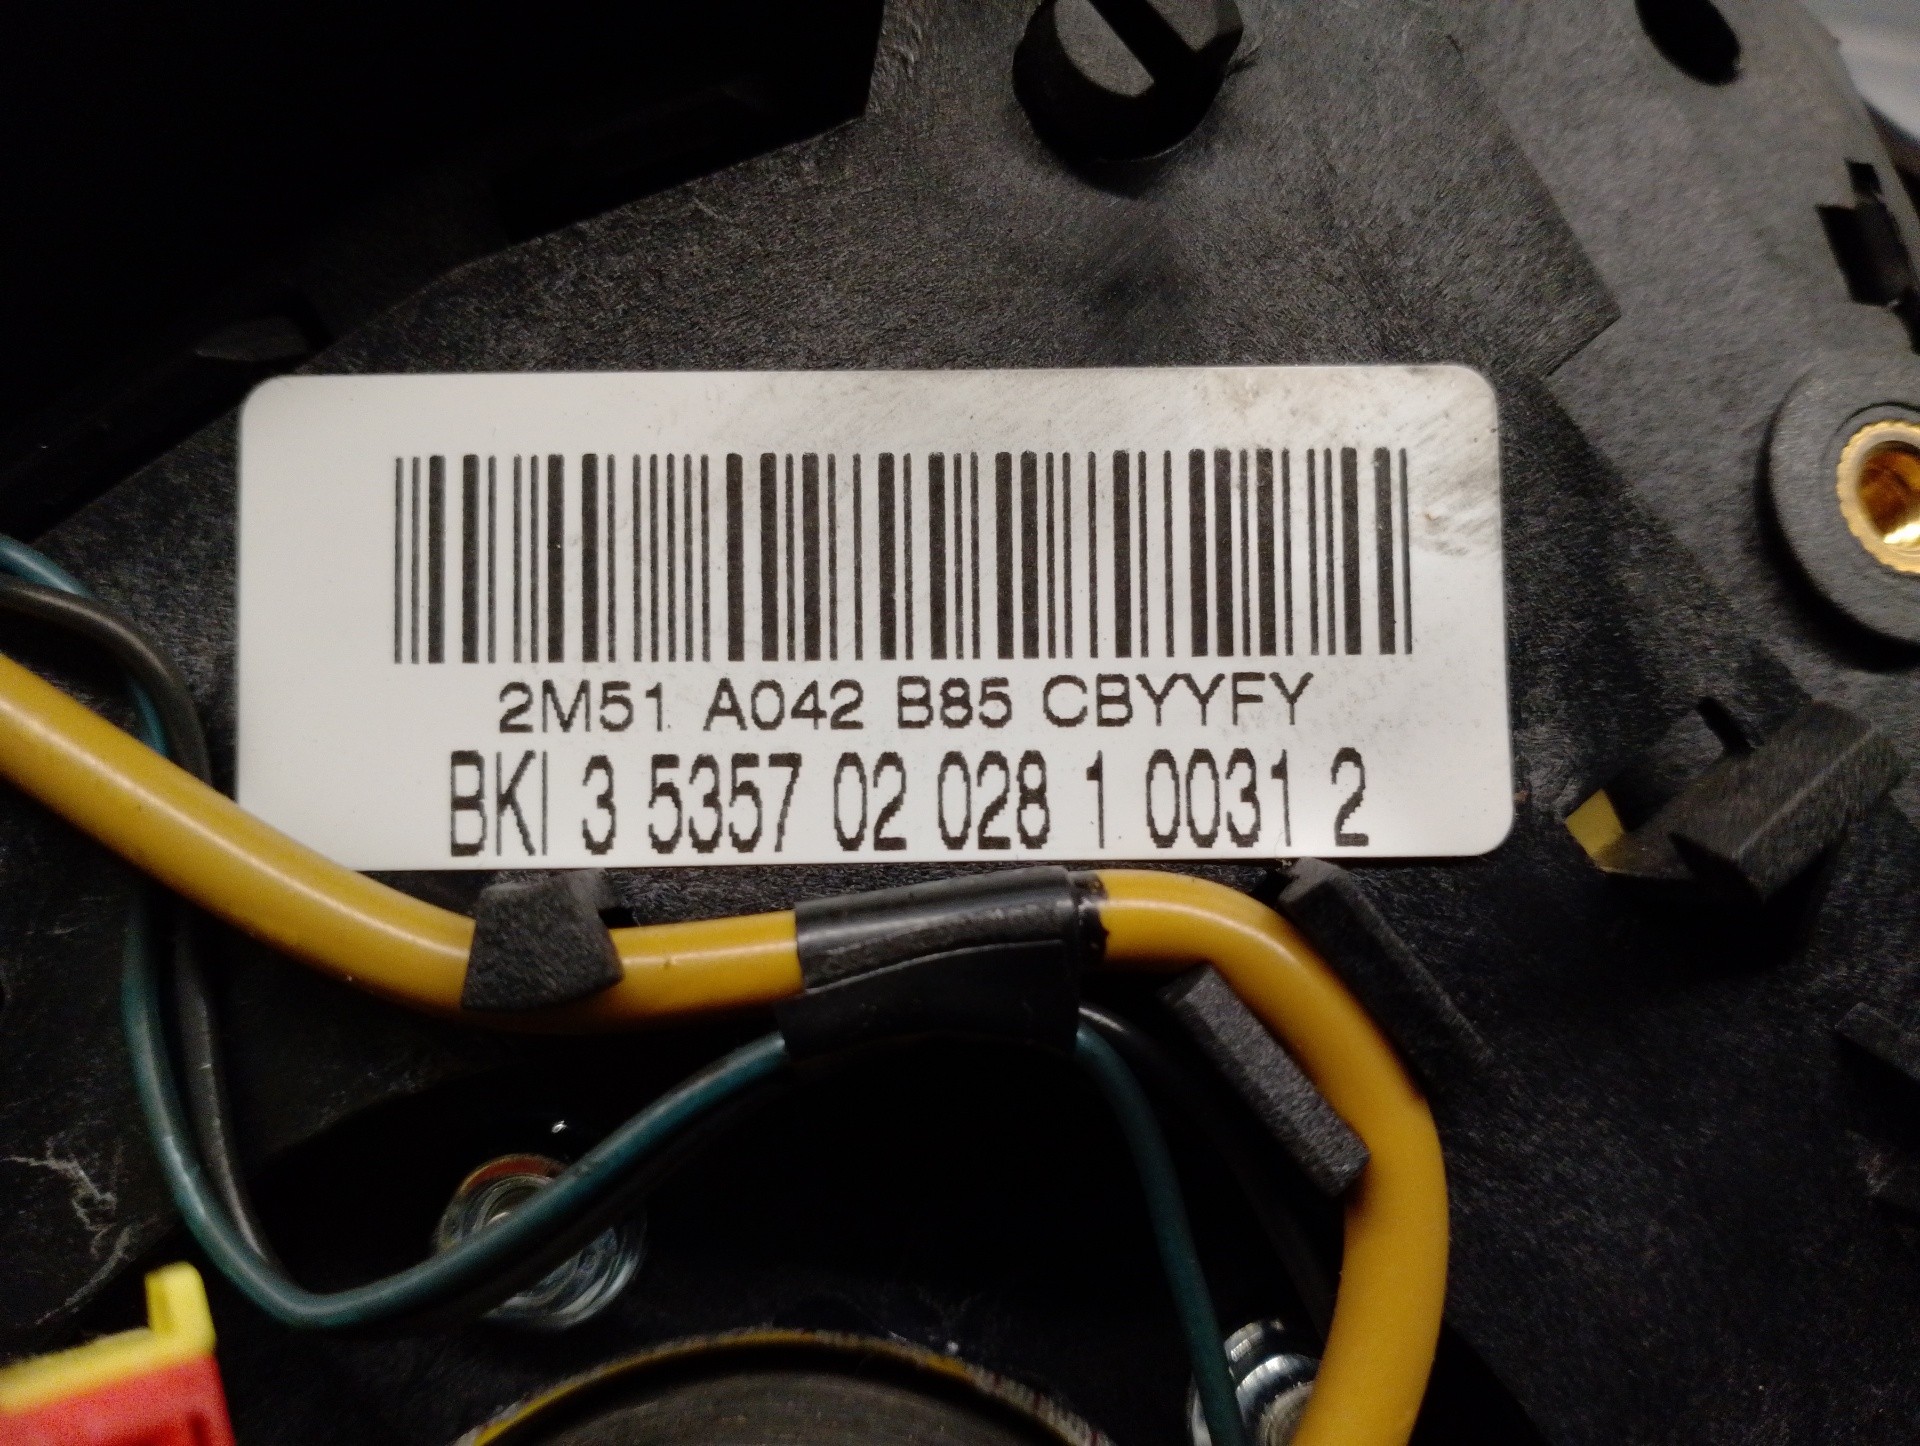 2M51 A042 B85 CBYYFY
BKI 3 5357 02 028 1 0031 2